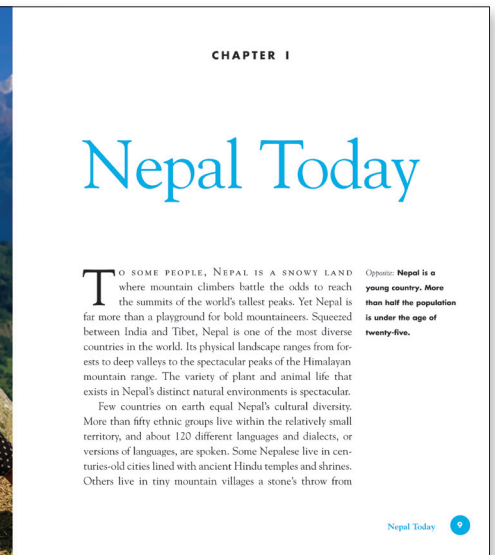 CHAPTER I
Nepal Today
TO SOME PEOPLE, NEPAL IS A SNOWY LAND
where mountain climbers battle the odds to reach
the summits of the world's tallest peaks. Yet Nepal is
far more than a playground for bold mountaineers. Squeezed
between India and Tibet, Nepal is one of the most diverse
countries in the world. Its physical landscape ranges from for-
ests to deep valleys to the spectacular peaks of the Himalayan
mountain range. The variety of plant and animal life that
exists in Nepal's distinct natural environments is spectacular.
Few countries on earth equal Nepal's cultural diversity.
More than fifty ethnic groups live within the relatively small
territory, and about 120 different languages and dialects, or
versions of languages, are spoken. Some Nepalese live in cen-
turies-old cities lined with ancient Hindu temples and shrines.
Others live in tiny mountain villages a stone's throw from
Opposite: Nepal is a
young country. More
than half the population
is under the age of
twenty-five.
Nepal Today 9